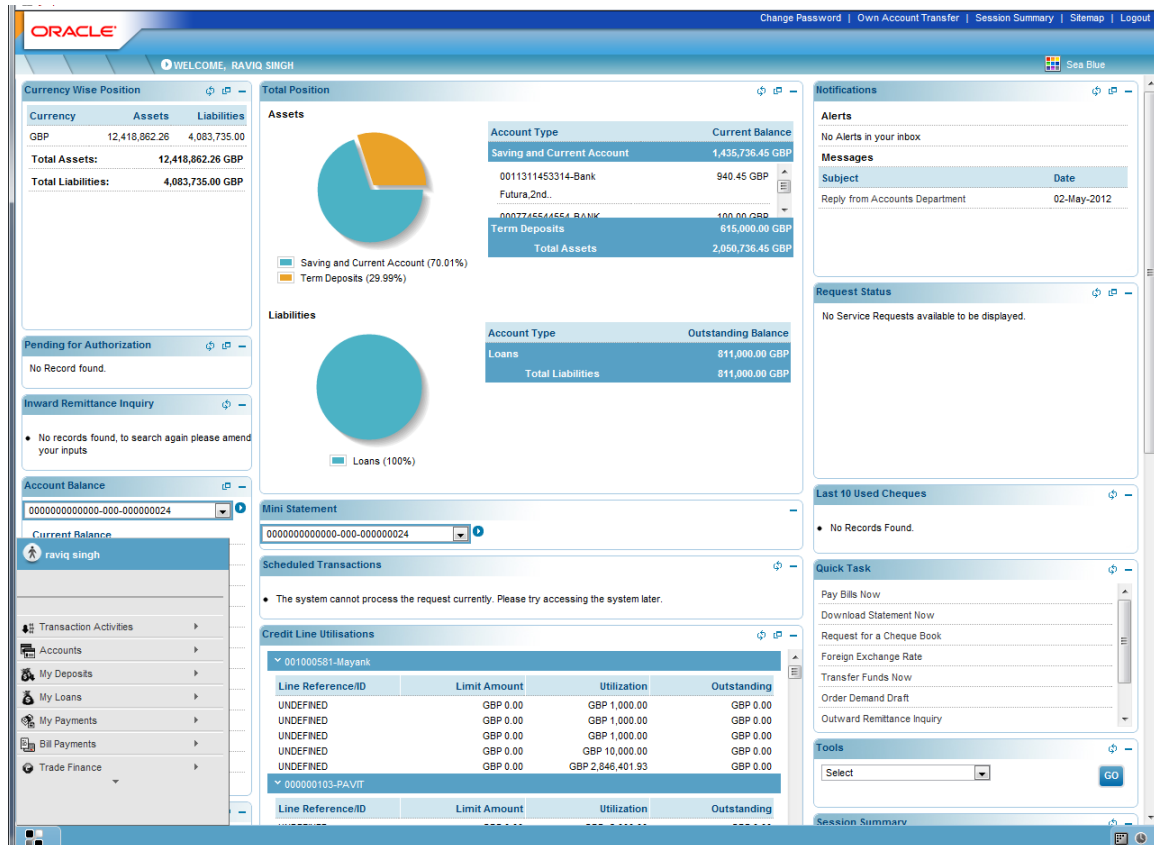 ORACLE
Change Password | Own Account Transfer | Session Summary | Sitemap | Logout
WELCOME, RAVIQ SINGH
Sea Blue
Currency Wise Position
Currency Assets Liabilities
GBP 12,418,862.26 4,083,735.00
Total Assets: 12,418,862.26 GBP
Total Liabilities: 4,083,735.00 GBP
Pending for Authorization
No Record found.
Inward Remittance Inquiry
No records found, to search again please amend
your inputs
Account Balance
0000000000000-000-000000024
Current Balance
raviq singh
Transaction Activities
Accounts
My Deposits
My Loans
My Payments
Bill Payments
Trade Finance
Total Position
Assets
Saving and Current Account (70.01%)
Term Deposits (29.99%)
Account Type Current Balance
Saving and Current Account 1,435,736.45 GBP
0011311453314-Bank 940.45 GBP
Futura,2nd..
0007745544554-BANK 100.00 GBP
Term Deposits 615,000.00 GBP
Total Assets 2,050,736.45 GBP
Liabilities
Loans (100%)
Account Type Outstanding Balance
Loans 811,000.00 GBP
Total Liabilities 811,000.00 GBP
Mini Statement
0000000000000-000-000000024
Scheduled Transactions
The system cannot process the request currently. Please try accessing the system later.
Credit Line Utilisations
001000581-Mayank
Line Reference/ID Limit Amount Utilization Outstanding
UNDEFINED GBP 0.00 GBP 1,000.00 GBP 0.00
UNDEFINED GBP 0.00 GBP 1,000.00 GBP 0.00
UNDEFINED GBP 0.00 GBP 10,000.00 GBP 0.00
UNDEFINED GBP 0.00 GBP 2,846,401.93 GBP 0.00
000000103-PAVIT
Line Reference/ID Limit Amount Utilization Outstanding
Notifications
Alerts
No Alerts in your inbox
Messages
Subject Date
Reply from Accounts Department 02-May-2012
Request Status
No Service Requests available to be displayed.
Last 10 Used Cheques
No Records Found.
Quick Task
Pay Bills Now
Download Statement Now
Request for a Cheque Book
Foreign Exchange Rate
Transfer Funds Now
Order Demand Draft
Outward Remittance Inquiry
Tools
Select
GO
Session Summary